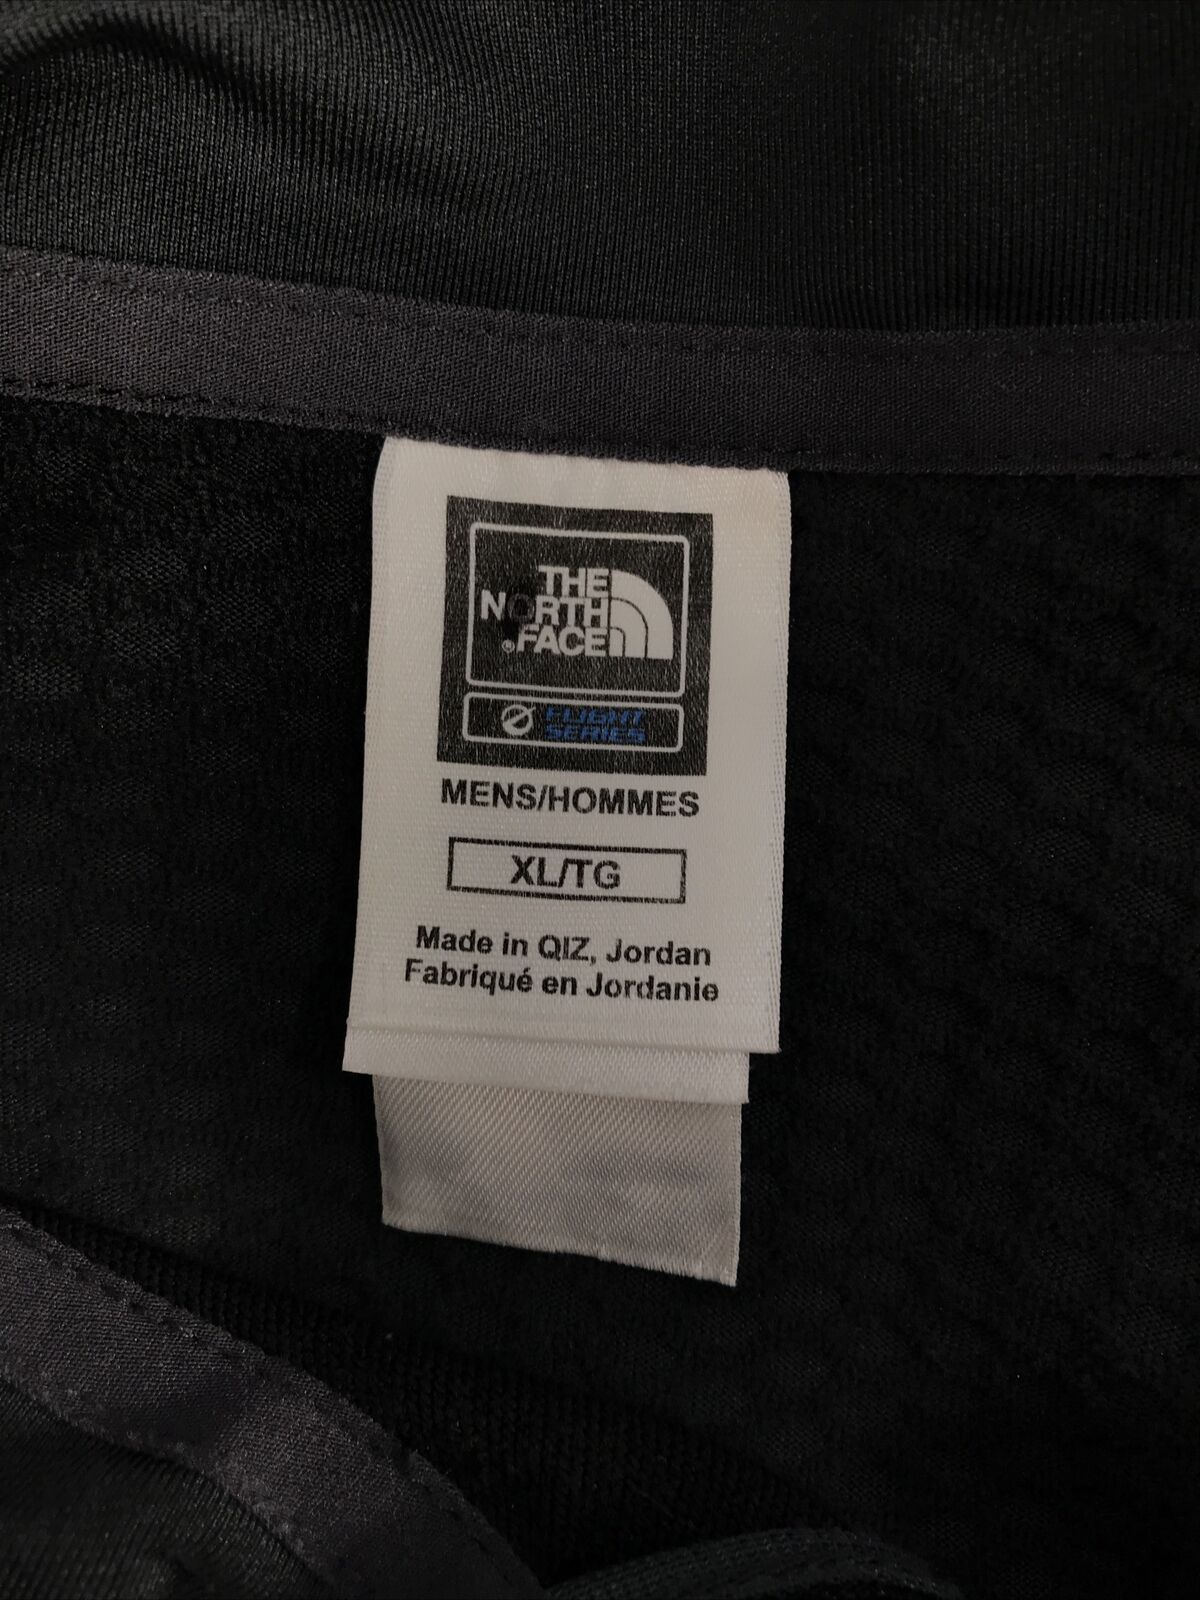 THE
NORTH
®FACE
FLIGHT
SERIES
MENS/HOMMES
XL/TG
Made in QIZ, Jordan
Fabriqué en Jordanie